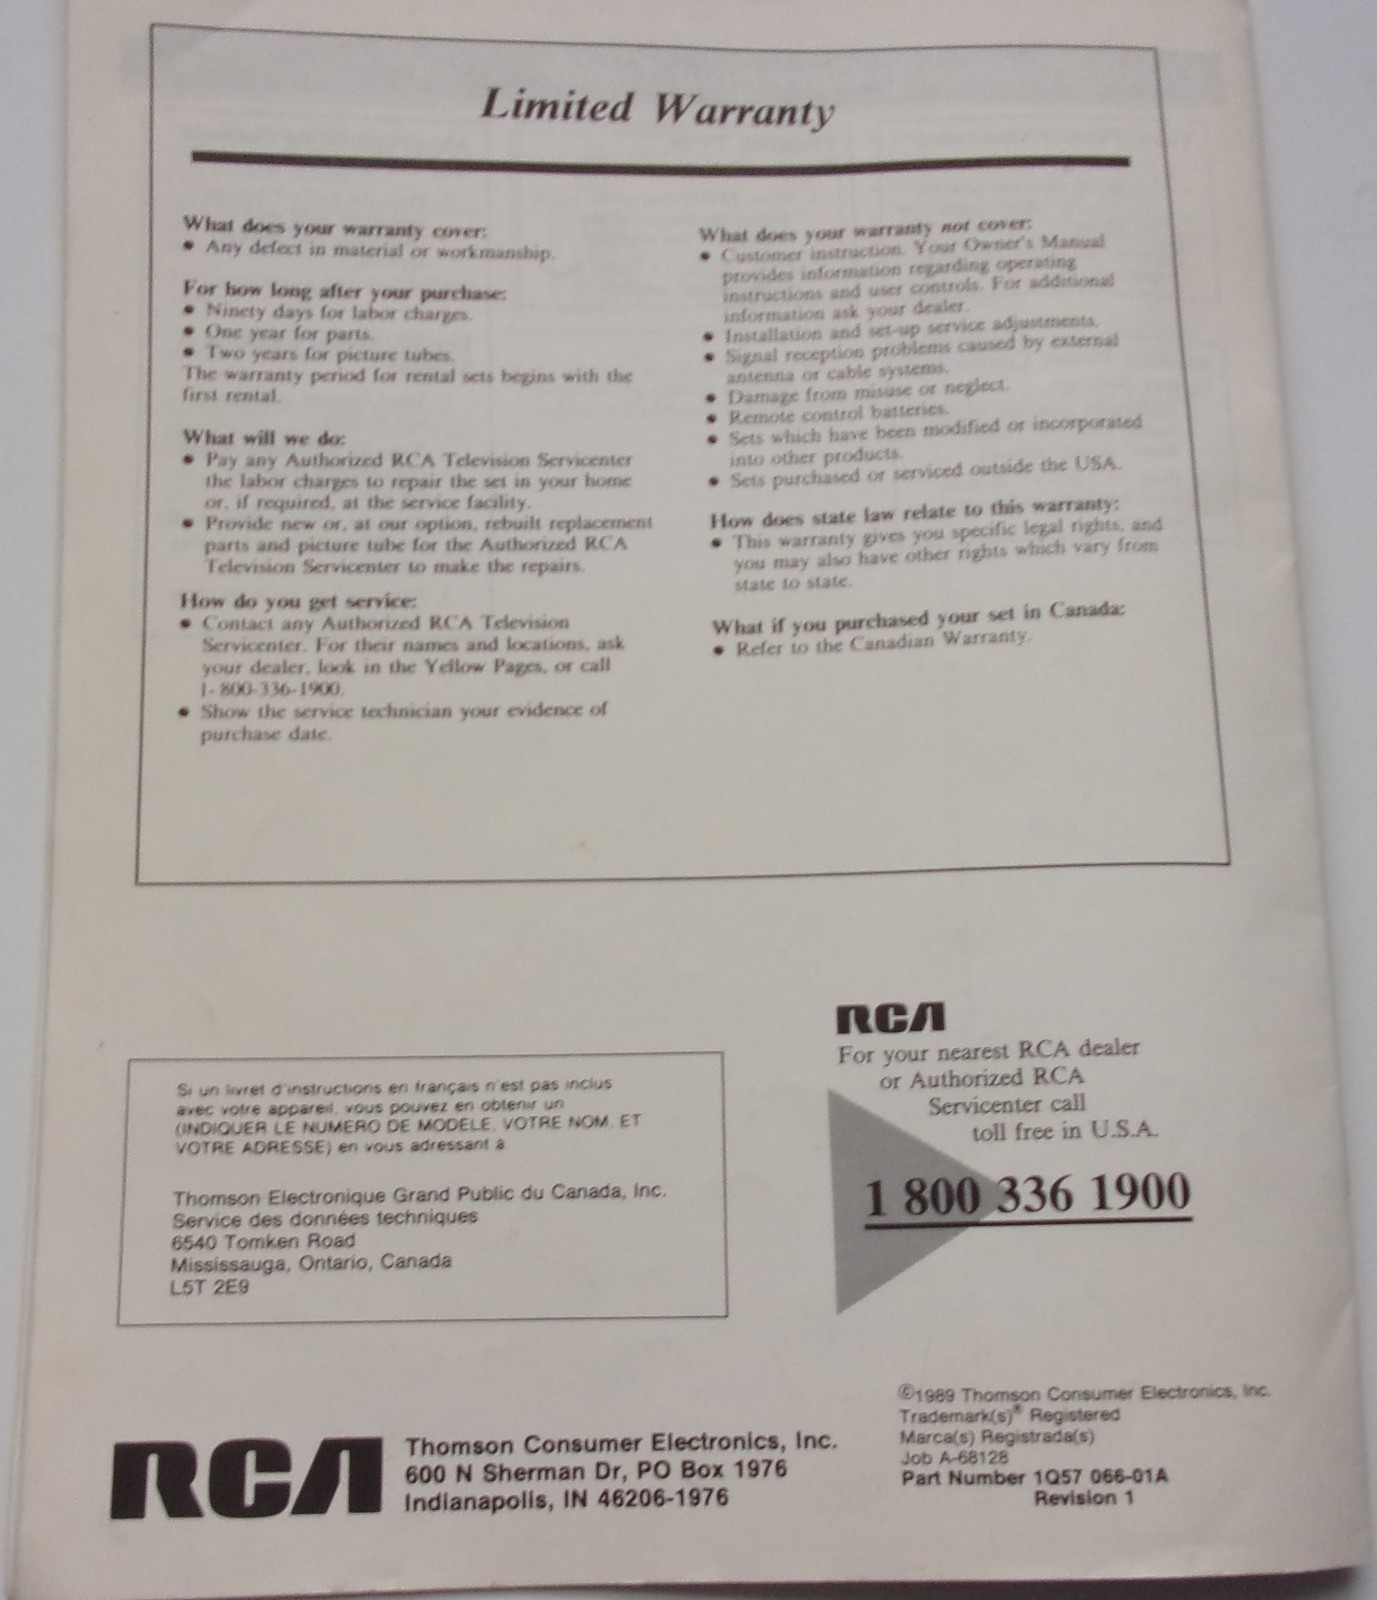 Limited Warranty
What does your warranty cover:
• Any defect in material or workmanship.
For how long after your purchase:
• Ninety days for labor charges.
• One year for parts.
• Two years for picture tubes.
The warranty period for rental sets begins with the
first rental.
What will we do:
• Pay any Authorized RCA Television Servicenter
the labor charges to repair the set in your home
or, if required, at the service facility.
• Provide new or, at our option, rebuilt replacement
parts and picture tube for the Authorized RCA
Television Servicenter to make the repairs.
How do you get service:
• Contact any Authorized RCA Television
Servicenter. For their names and locations, ask
your dealer, look in the Yellow Pages, or call
1-800-336-1900.
• Show the service technician your evidence of
purchase date.
What does your warranty not cover:
• Customer instruction. Your Owner's Manual
provides information regarding operating
instructions and user controls. For additional
information ask your dealer.
• Installation and set-up service adjustments.
• Signal reception problems caused by external
antenna or cable systems.
• Damage from misuse or neglect.
• Remote control batteries.
• Sets which have been modified or incorporated
into other products.
• Sets purchased or serviced outside the USA.
How does state law relate to this warranty:
• This warranty gives you specific legal rights, and
you may also have other rights which vary from
state to state.
What if you purchased your set in Canada:
• Refer to the Canadian Warranty.
Si un livret d'instructions en français n'est pas inclus
avec votre appareil, vous pouvez en obtenir un
(INDIQUER LE NUMERO DE MODELE, VOTRE NOM, ET
VOTRE ADRESSE) en vous adressant à
Thomson Electronique Grand Public du Canada, Inc.
Service des données techniques
6540 Tomken Road
Mississauga, Ontario, Canada
L5T 2E9
RCA
For your nearest RCA dealer
or Authorized RCA
Servicenter call
toll free in U.S.A.
1 800 336 1900
RCA
Thomson Consumer Electronics, Inc.
600 N Sherman Dr, PO Box 1976
Indianapolis, IN 46206-1976
©1989 Thomson Consumer Electronics, Inc.
Trademark(s)® Registered
Marca(s) Registrada(s)
Job A-68128
Part Number 1Q57 066-01A
Revision 1